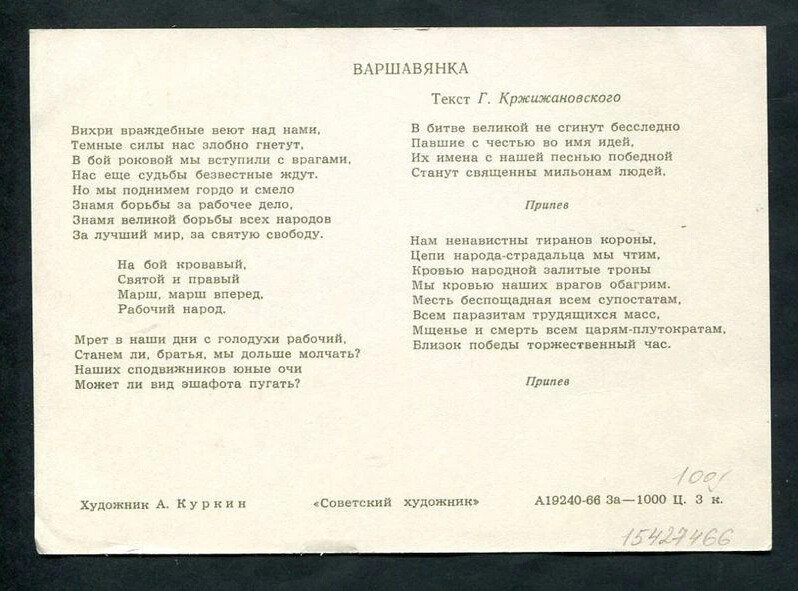 ВАРШАВЯНКА
Текст Г. Кржижановского
Вихри враждебные веют над нами,
Темные силы нас злобно гнетут,
В бой роковой мы вступили с врагами,
Нас еще судьбы безвестные ждут.
Но мы поднимем гордо и смело
Знамя борьбы за рабочее дело,
Знамя великой борьбы всех народов
За лучший мир, за святую свободу.
На бой кровавый,
Святой и правый
Марш, марш вперед,
Рабочий народ.
Мрет в наши дни с голодухи рабочий,
Станем ли, братья, мы дольше молчать?
Наших сподвижников юные очи
Может ли вид эшафота пугать?
В битве великой не сгинут бесследно
Павшие с честью во имя идей,
Их имена с нашей песнью победной
Станут священны мильонам людей.
Припев
Нам ненавистны тиранов короны,
Цепи народа-страдальца мы чтим,
Кровью народной залитые троны
Мы кровью наших врагов обагрим.
Месть беспощадная всем супостатам,
Всем паразитам трудящихся масс,
Мщенье и смерть всем царям-плутократам,
Близок победы торжественный час.
Припев
Художник А. Куркин
«Советский художник»
А19240-66 За—1000 Ц. 3 к.
15427466